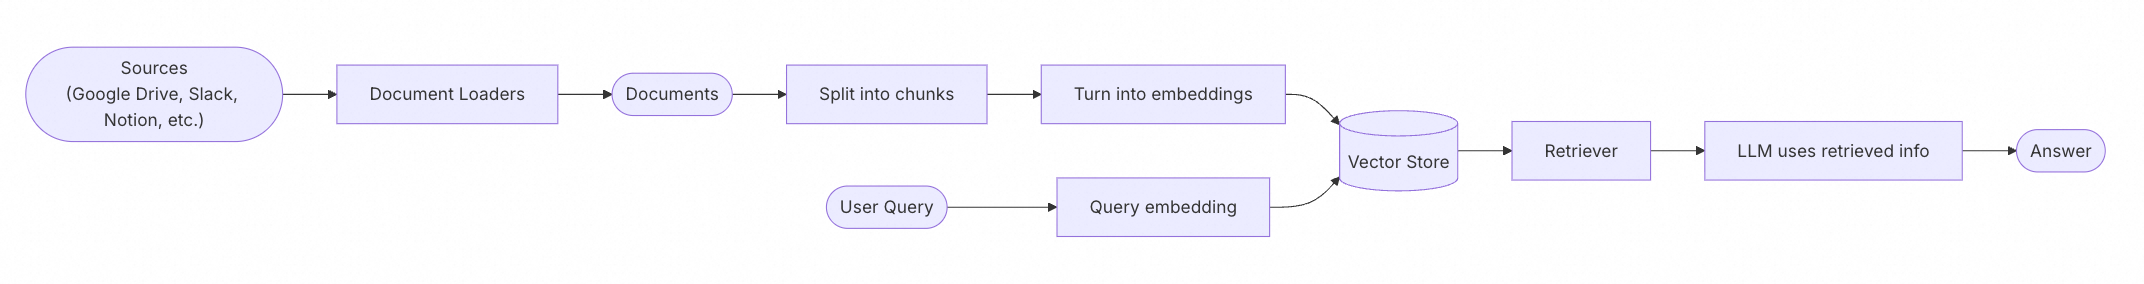 Sources
(Google Drive, Slack,
Notion, etc.)
Document Loaders
Documents
Split into chunks
Turn into embeddings
User Query
Query embedding
Vector Store
Retriever
LLM uses retrieved info
Answer